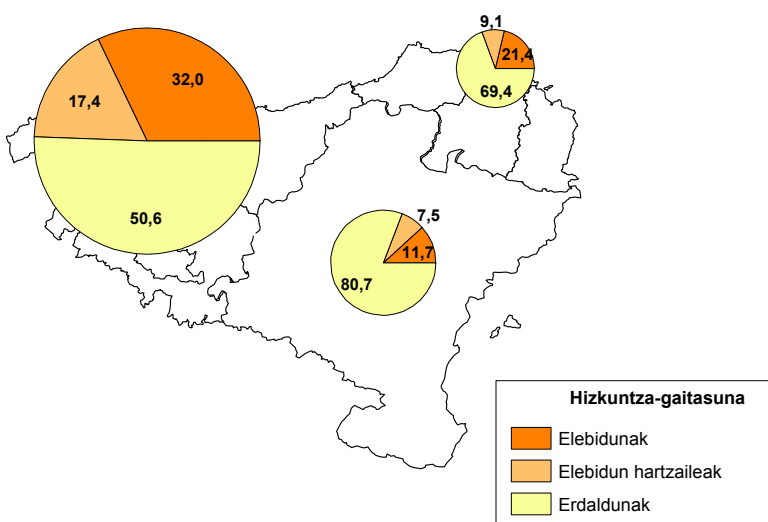 9,1
21,4
69,4
32,0
17,4
50,6
7,5
11,7
80,7
Hizkuntza-gaitasuna
Elebidunak
Elebidun hartzaileak
Erdaldunak